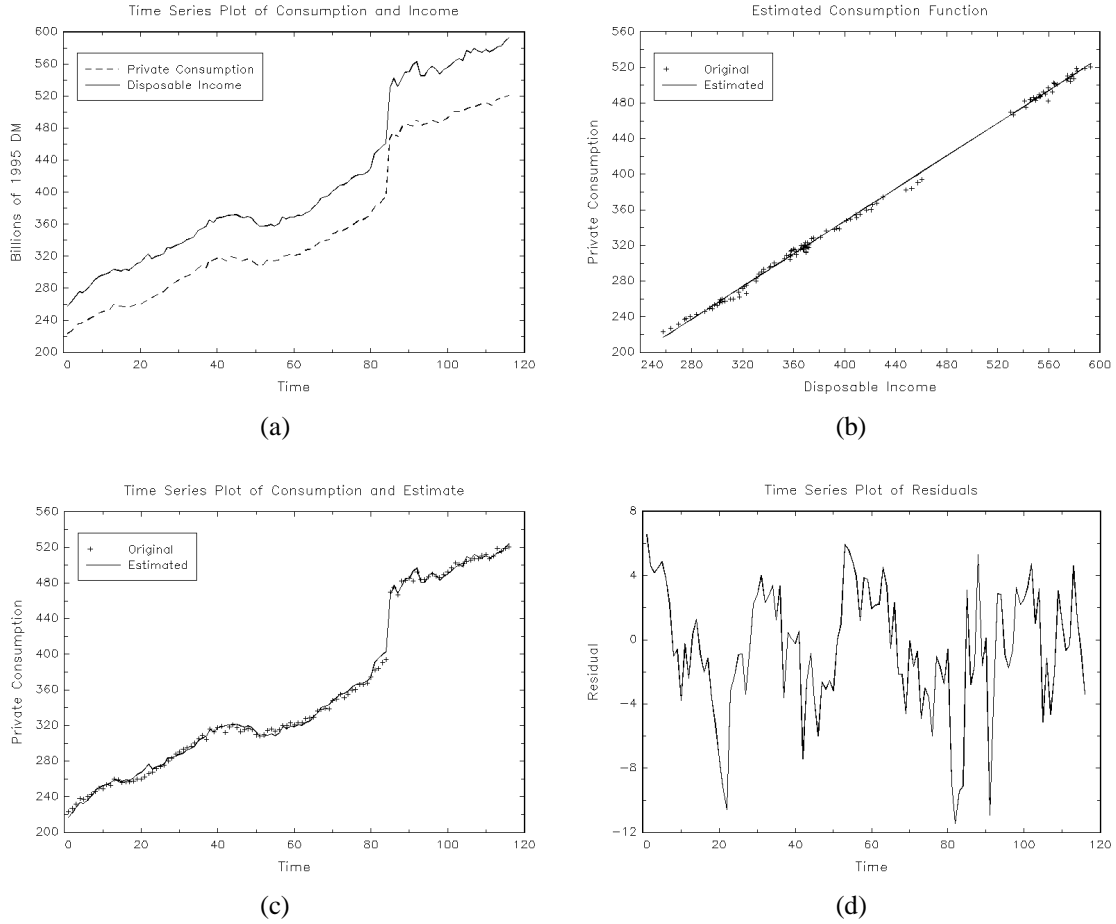 Time Series Plot of Consumption and Income
Billions of 1995 DM
600
560
520
480
440
400
360
320
280
240
200
Private Consumption
Disposable Income
0 20 40 60 80 100 120
Time
(a)
Estimated Consumption Function
Private Consumption
560
520
480
440
400
360
320
280
240
200
Original
Estimated
240 280 320 360 400 440 480 520 560 600
Disposable Income
(b)
Time Series Plot of Consumption and Estimate
Private Consumption
560
520
480
440
400
360
320
280
240
200
Original
Estimated
0 20 40 60 80 100 120
Time
(c)
Time Series Plot of Residuals
Residual
8
4
0
−4
−8
−12
0 20 40 60 80 100 120
Time
(d)